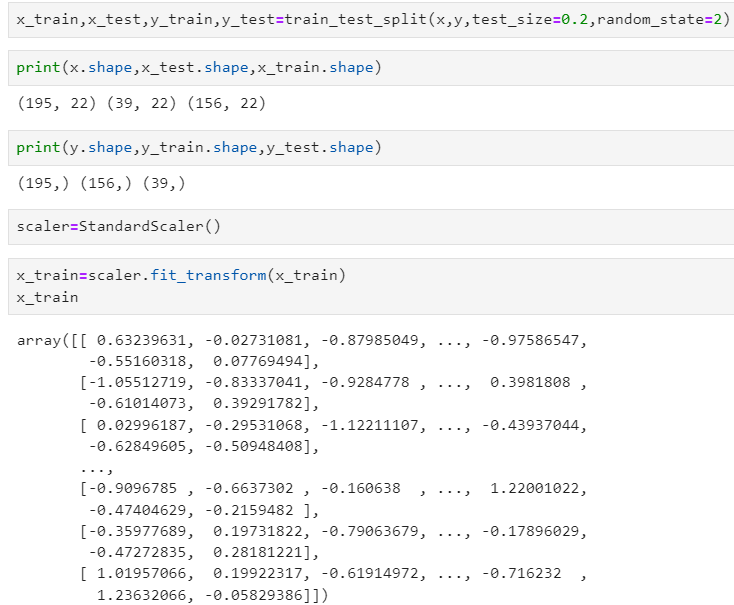 x_train,x_test,y_train,y_test=train_test_split(x,y,test_size=0.2,random_state=2)
print(x.shape,x_test.shape,x_train.shape)
(195, 22) (39, 22) (156, 22)
print(y.shape,y_train.shape,y_test.shape)
(195,) (156,) (39,)
scaler=StandardScaler()
x_train=scaler.fit_transform(x_train)
x_train
array([[ 0.63239631, -0.02731081, -0.87985049, ..., -0.97586547,
        -0.55160318,  0.07769494],
       [-1.05512719, -0.83337041, -0.9284778 , ...,  0.3981808 ,
        -0.61014073,  0.39291782],
       [ 0.02996187, -0.29531068, -1.12211107, ..., -0.43937044,
        -0.62849605, -0.50948408],
       ...,
       [-0.9096785 , -0.6637302 , -0.160638  , ...,  1.22001022,
        -0.47404629, -0.2159482 ],
       [-0.35977689,  0.19731822, -0.79063679, ..., -0.17896029,
        -0.47272835,  0.28181221],
       [ 1.01957066,  0.19922317, -0.61914972, ..., -0.716232  ,
         1.23632066, -0.05829386]])